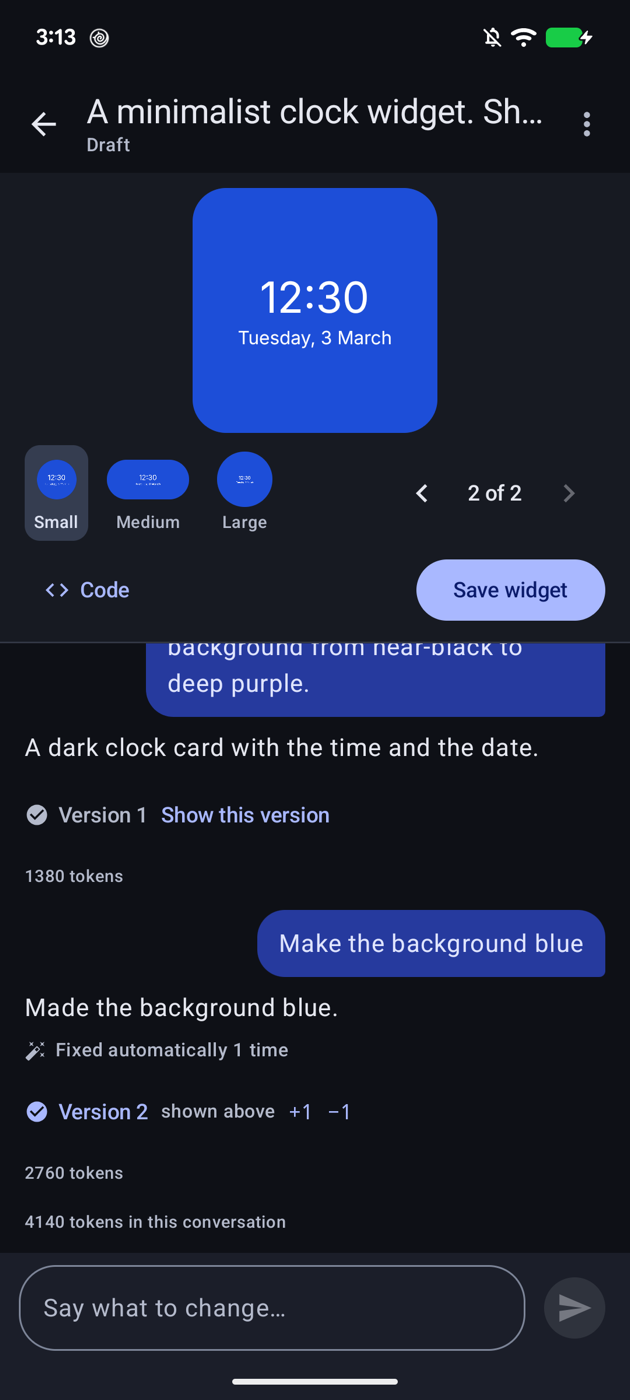 3:13
A minimalist clock widget. Sh...
Draft
12:30
Tuesday, 3 March
12:30
12:30
12:30
Small
Medium
Large
2 of 2
<> Code
Save widget
background from near-black to
deep purple.
A dark clock card with the time and the date.
Version 1 Show this version
1380 tokens
Make the background blue
Made the background blue.
Fixed automatically 1 time
Version 2 shown above +1 −1
2760 tokens
4140 tokens in this conversation
Say what to change...